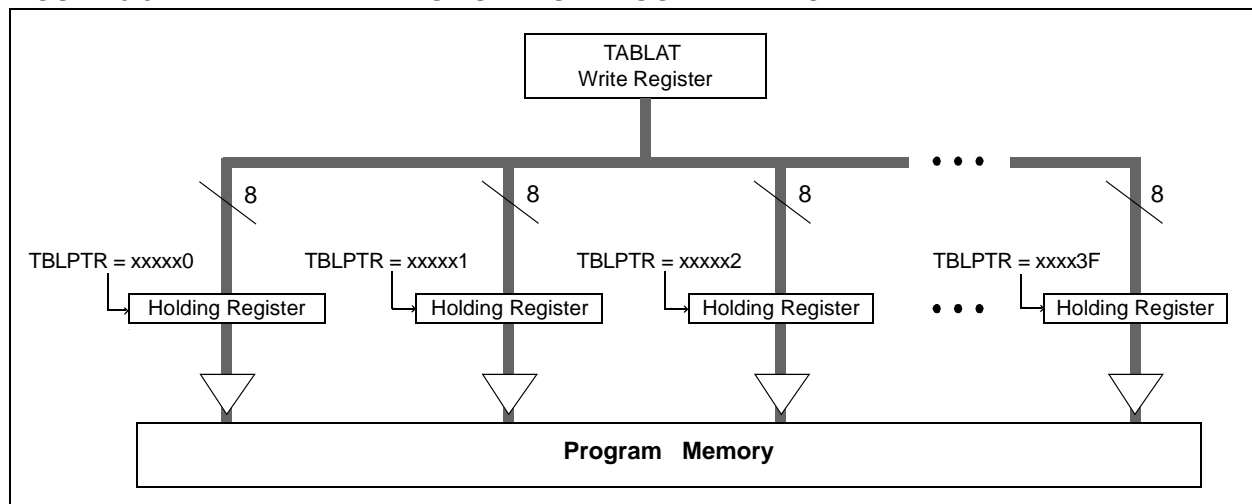 TABLAT
Write Register
8
8
8
8
TBLPTR = xxxxx0
TBLPTR = xxxxx1
TBLPTR = xxxxx2
TBLPTR = xxxx3F
Holding Register
Holding Register
Holding Register
Holding Register
Program Memory